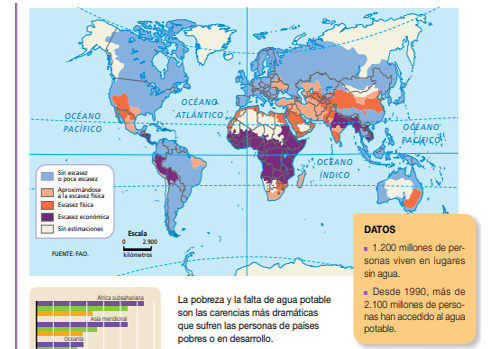 OCÉANO
PACÍFICO
OCÉANO
ATLÁNTICO
OCÉANO
PACÍFICO
OCÉANO
ÍNDICO
Sin escasez
o poca escasez
Aproximándose
a la escasez física
Escasez física
Escasez económica
Sin estimaciones
Escala
0 2.900
kilómetros
FUENTE: FAO.
DATOS
1.200 millones de per-
sonas viven en lugares
sin agua.
Desde 1990, más de
2.100 millones de perso-
nas han accedido al agua
potable.
África subsahariana
Asia meridional
Oceanía
La pobreza y la falta de agua potable
son las carencias más dramáticas
que sufren las personas de países
pobres o en desarrollo.